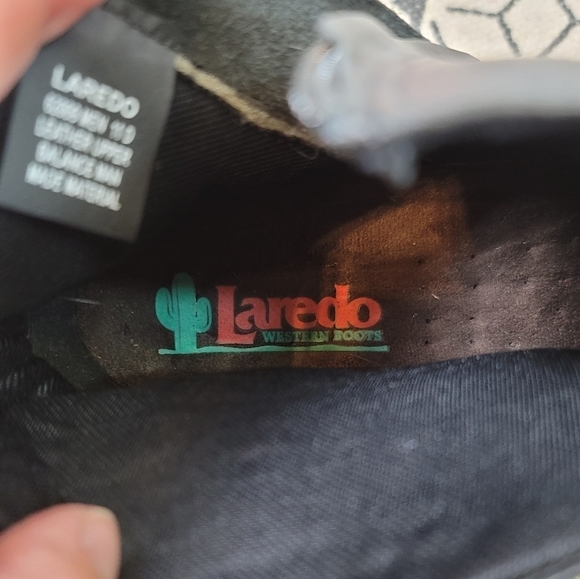 LAREDO
LEATHER UPPER
BALANCE MAN
MADE MATERIAL
Laredo
WESTERN BOOTS